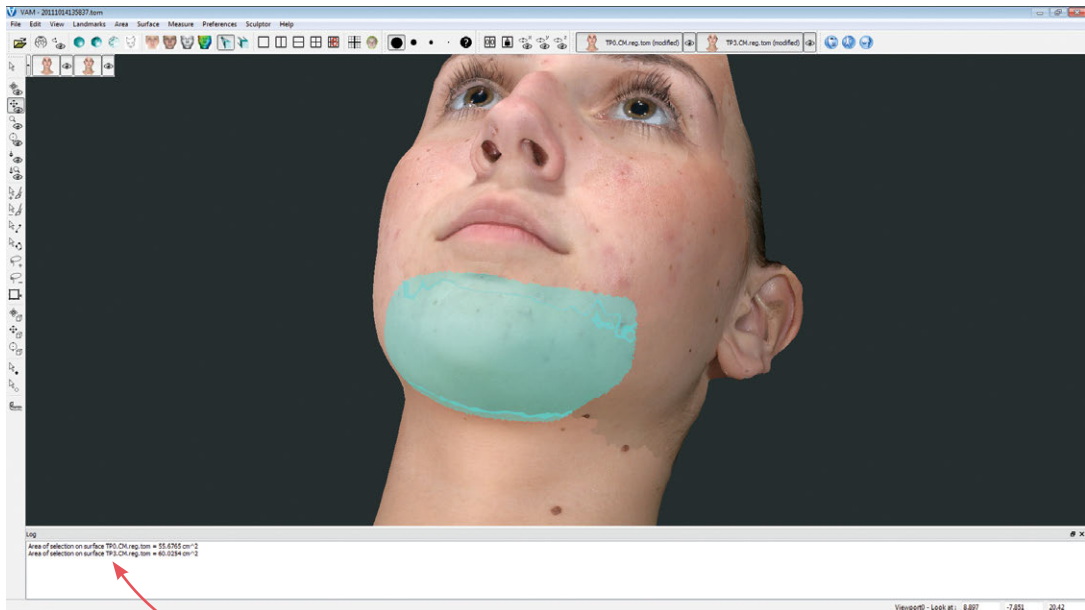 VAM - 20111014135837.tom
File Edit View Landmarks Area Surface Measure Preferences Sculptor Help
TP0.CM.reg.tom (modified) TP3.CM.reg.tom (modified)
Log
Area of selection on surface TP0.CM.reg.tom = 55.6765 cm^2
Area of selection on surface TP3.CM.reg.tom = 60.0254 cm^2
Viewport0 - Look at: 8.897 -7.851 20.42